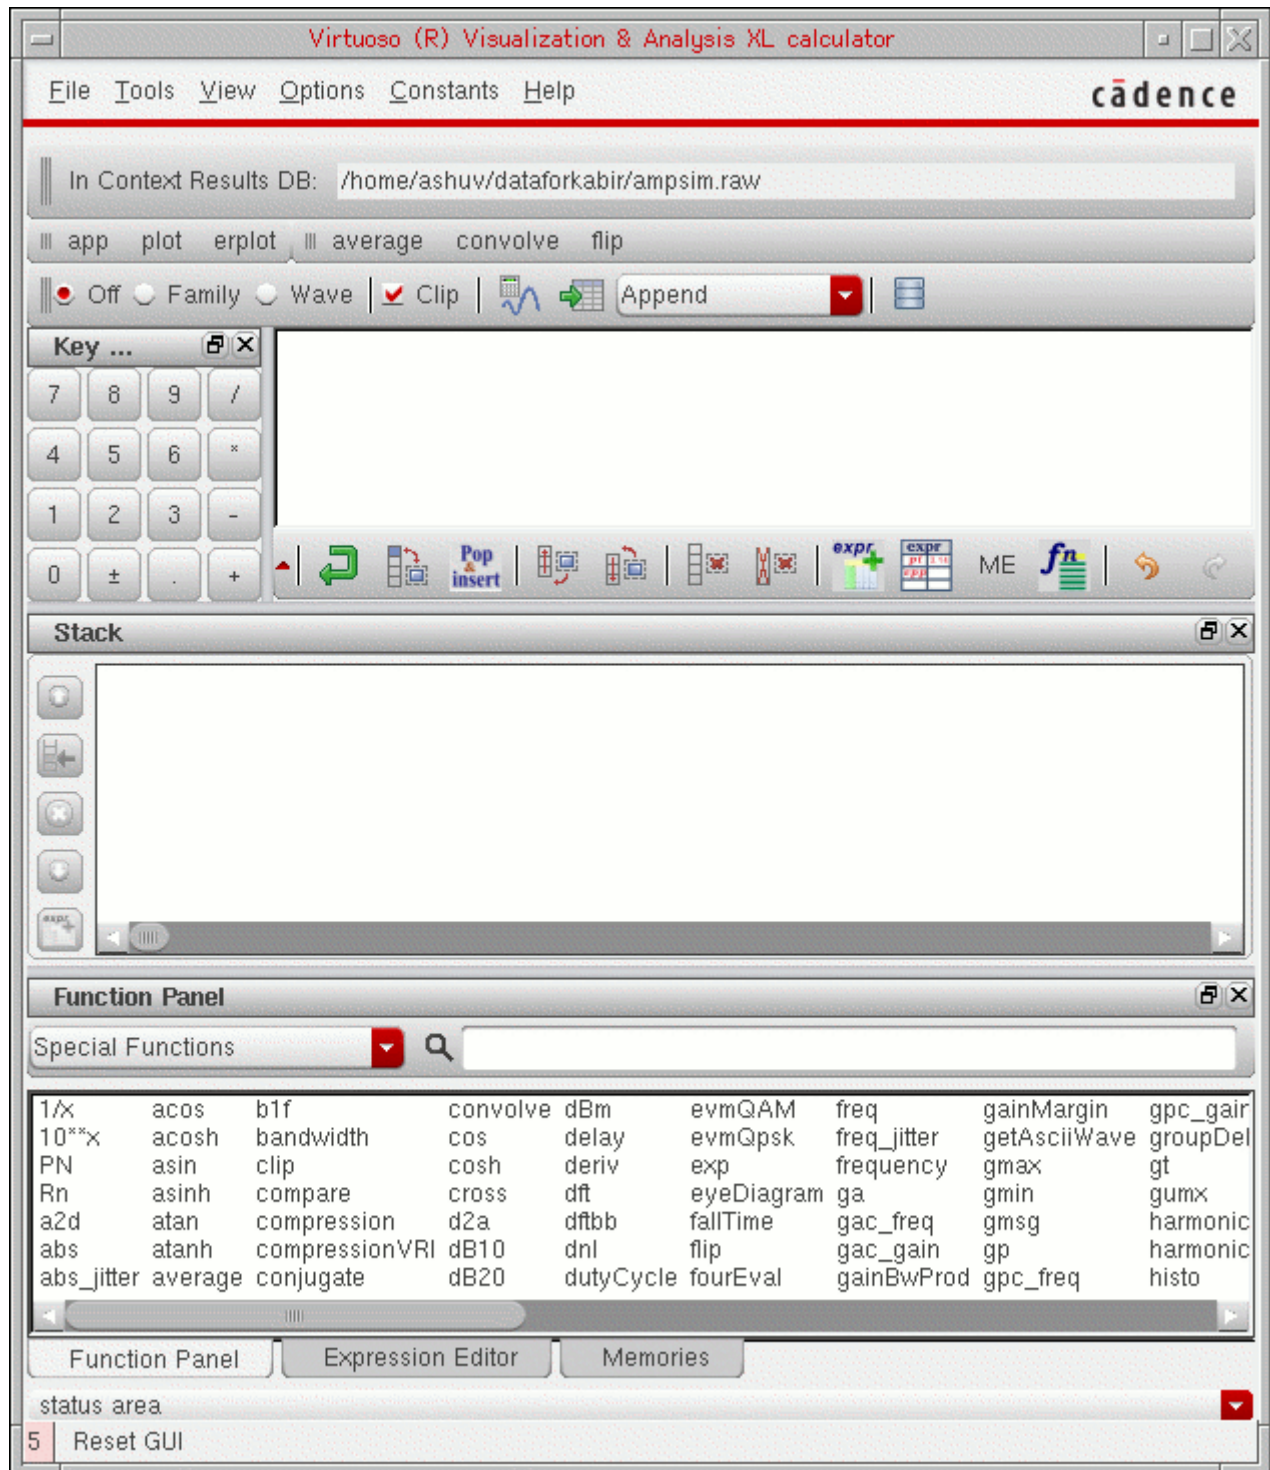 Virtuoso (R) Visualization & Analysis XL calculator
File Tools View Options Constants Help cādence
In Context Results DB: /home/ashuv/dataforkabir/ampsim.raw
app plot erplot average convolve flip
Off Family Wave Clip Append
Key ...
7 8 9 /
4 5 6 *
1 2 3 -
0 ± . +
Pop & insert expr expr ME fn
Stack
expr
Function Panel
Special Functions
1/x acos b1f convolve dBm evmQAM freq gainMargin gpc_gair
10**x acosh bandwidth cos delay evmQpsk freq_jitter getAsciiWave groupDel
PN asin clip cosh deriv exp frequency gmax gt
Rn asinh compare cross dft eyeDiagram ga gmin gumx
a2d atan compression d2a dftbb fallTime gac_freq gmsg harmonic
abs atanh compressionVRI dB10 dnl flip gac_gain gp harmonic
abs_jitter average conjugate dB20 dutyCycle fourEval gainBwProd gpc_freq histo
Function Panel Expression Editor Memories
status area
5 Reset GUI